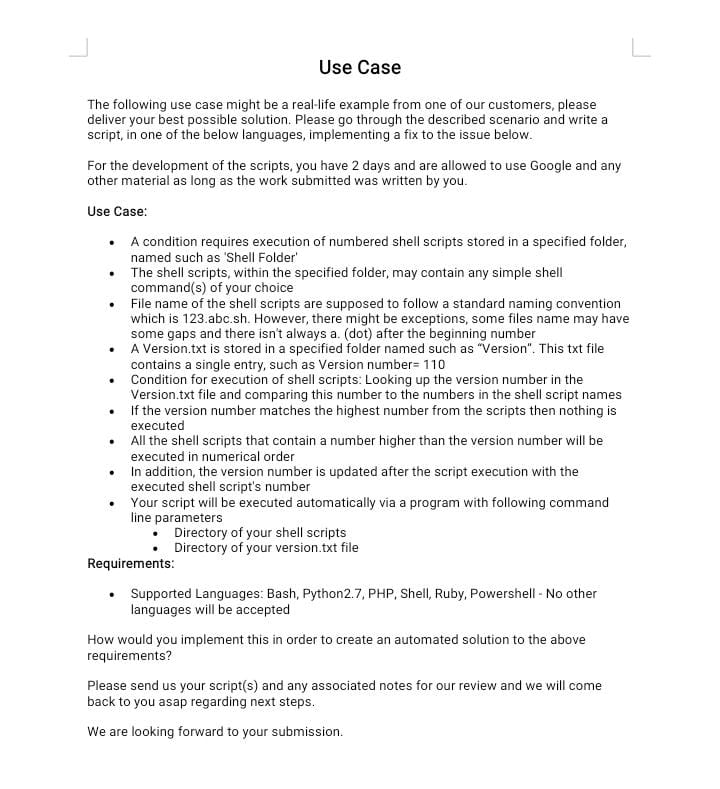 Use Case
The following use case might be a real-life example from one of our customers, please
deliver your best possible solution. Please go through the described scenario and write a
script, in one of the below languages, implementing a fix to the issue below.
For the development of the scripts, you have 2 days and are allowed to use Google and any
other material as long as the work submitted was written by you.
Use Case:
• A condition requires execution of numbered shell scripts stored in a specified folder,
named such as 'Shell Folder'
• The shell scripts, within the specified folder, may contain any simple shell
command(s) of your choice
• File name of the shell scripts are supposed to follow a standard naming convention
which is 123.abc.sh. However, there might be exceptions, some files name may have
some gaps and there isn't always a. (dot) after the beginning number
• A Version.txt is stored in a specified folder named such as “Version”. This txt file
contains a single entry, such as Version number= 110
• Condition for execution of shell scripts: Looking up the version number in the
Version.txt file and comparing this number to the numbers in the shell script names
• If the version number matches the highest number from the scripts then nothing is
executed
• All the shell scripts that contain a number higher than the version number will be
executed in numerical order
• In addition, the version number is updated after the script execution with the
executed shell script's number
• Your script will be executed automatically via a program with following command
line parameters
• Directory of your shell scripts
• Directory of your version.txt file
Requirements:
• Supported Languages: Bash, Python2.7, PHP, Shell, Ruby, Powershell - No other
languages will be accepted
How would you implement this in order to create an automated solution to the above
requirements?
Please send us your script(s) and any associated notes for our review and we will come
back to you asap regarding next steps.
We are looking forward to your submission.